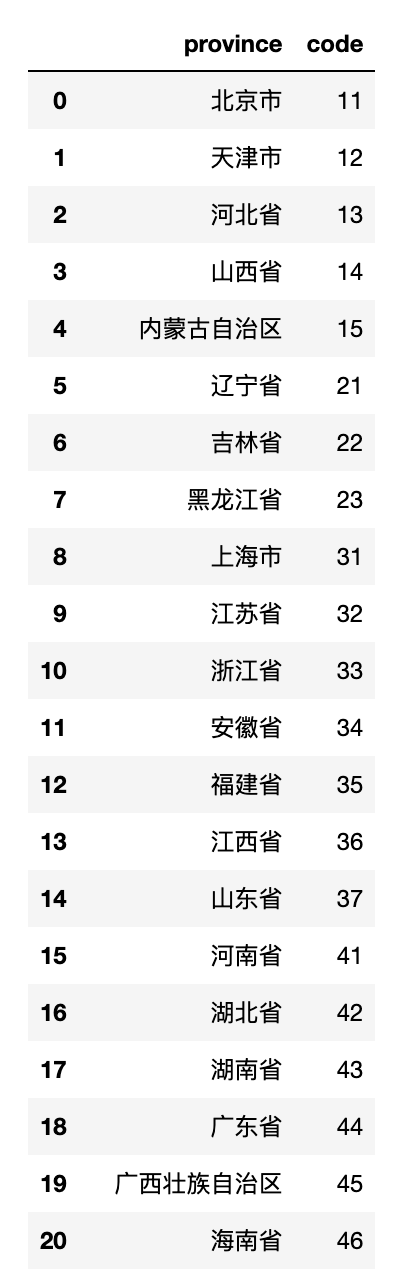 province code
0 北京市 11
1 天津市 12
2 河北省 13
3 山西省 14
4 内蒙古自治区 15
5 辽宁省 21
6 吉林省 22
7 黑龙江省 23
8 上海市 31
9 江苏省 32
10 浙江省 33
11 安徽省 34
12 福建省 35
13 江西省 36
14 山东省 37
15 河南省 41
16 湖北省 42
17 湖南省 43
18 广东省 44
19 广西壮族自治区 45
20 海南省 46